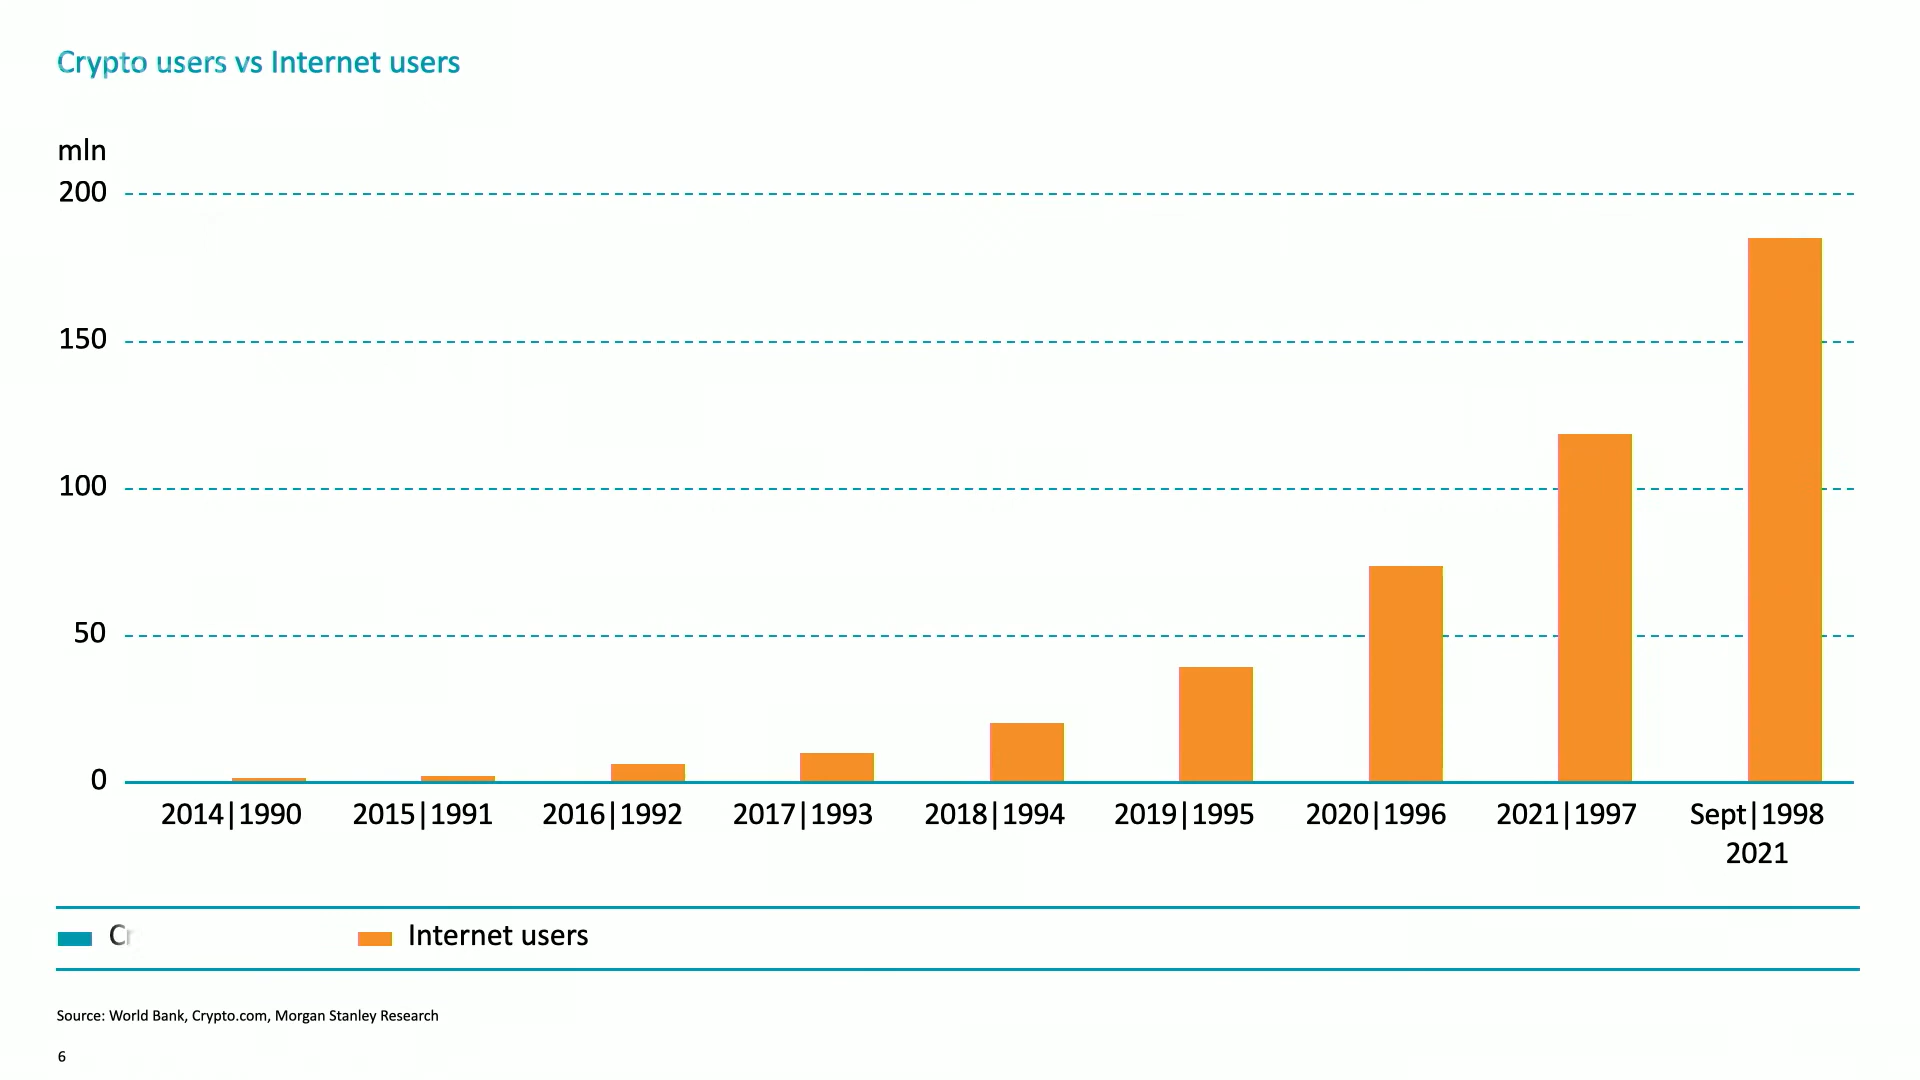 Crypto users vs Internet users
mln
200
150
100
50
0
2014|1990 2015|1991 2016|1992 2017|1993 2018|1994 2019|1995 2020|1996 2021|1997 Sept|1998
2021
Internet users
Source: World Bank, Crypto.com, Morgan Stanley Research
6